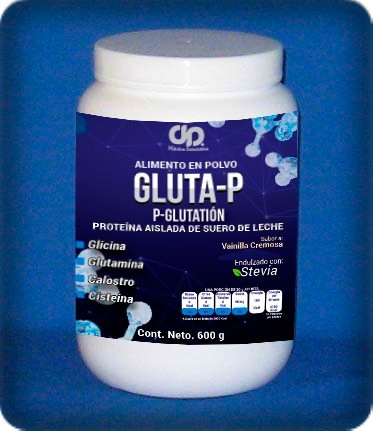 dp
ALIMENTO EN POLVO
GLUTA-P
P-GLUTATIÓN
PROTEÍNA AISLADA DE SUERO DE LECHE
Sabor a:
Vainilla Cremosa
Glicina
Glutamina
Calostro
Cisteína
Endulzado con:
Stevia
Cont. Neto. 600 g